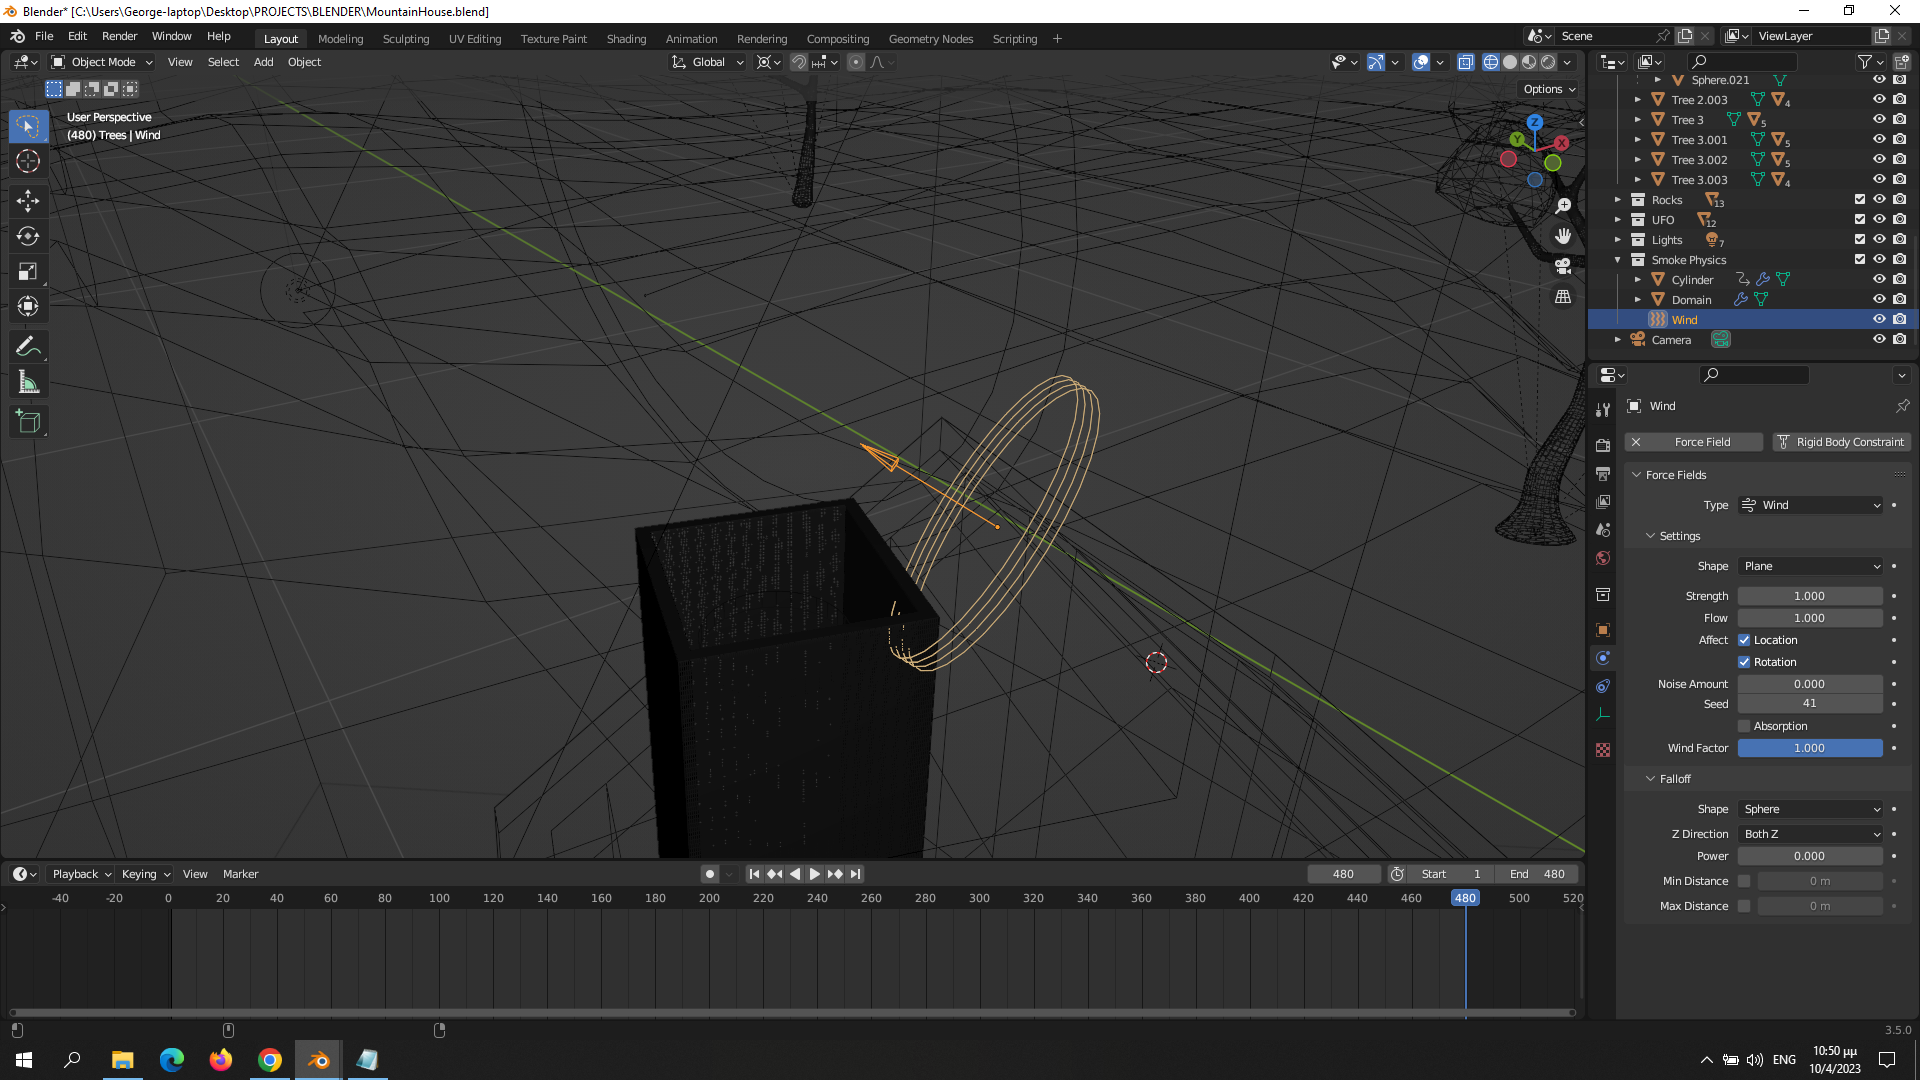 Blender* [C:\Users\George-laptop\Desktop\PROJECTS\BLENDER\MountainHouse.blend]
File Edit Render Window Help Layout Modeling Sculpting UV Editing Texture Paint Shading Animation Rendering Compositing Geometry Nodes Scripting +
Scene
ViewLayer
Object Mode View Select Add Object
Global
Options
User Perspective
(480) Trees | Wind
Z
Y
X
Sphere.021
Tree 2.003 4
Tree 3 5
Tree 3.001 5
Tree 3.002 5
Tree 3.003 4
Rocks 13
UFO 12
Lights 7
Smoke Physics
Cylinder
Domain
Wind
Camera
Wind
Force Field
Rigid Body Constraint
Force Fields
Type Wind
Settings
Shape Plane
Strength 1.000
Flow 1.000
Affect Location
Rotation
Noise Amount 0.000
Seed 41
Absorption
Wind Factor 1.000
Falloff
Shape Sphere
Z Direction Both Z
Power 0.000
Min Distance 0 m
Max Distance 0 m
Playback Keying View Marker
480
Start 1
End 480
-40 -20 0 20 40 60 80 100 120 140 160 180 200 220 240 260 280 300 320 340 360 380 400 420 440 460 480 500 520
3.5.0
ENG
10:50 μμ
10/4/2023